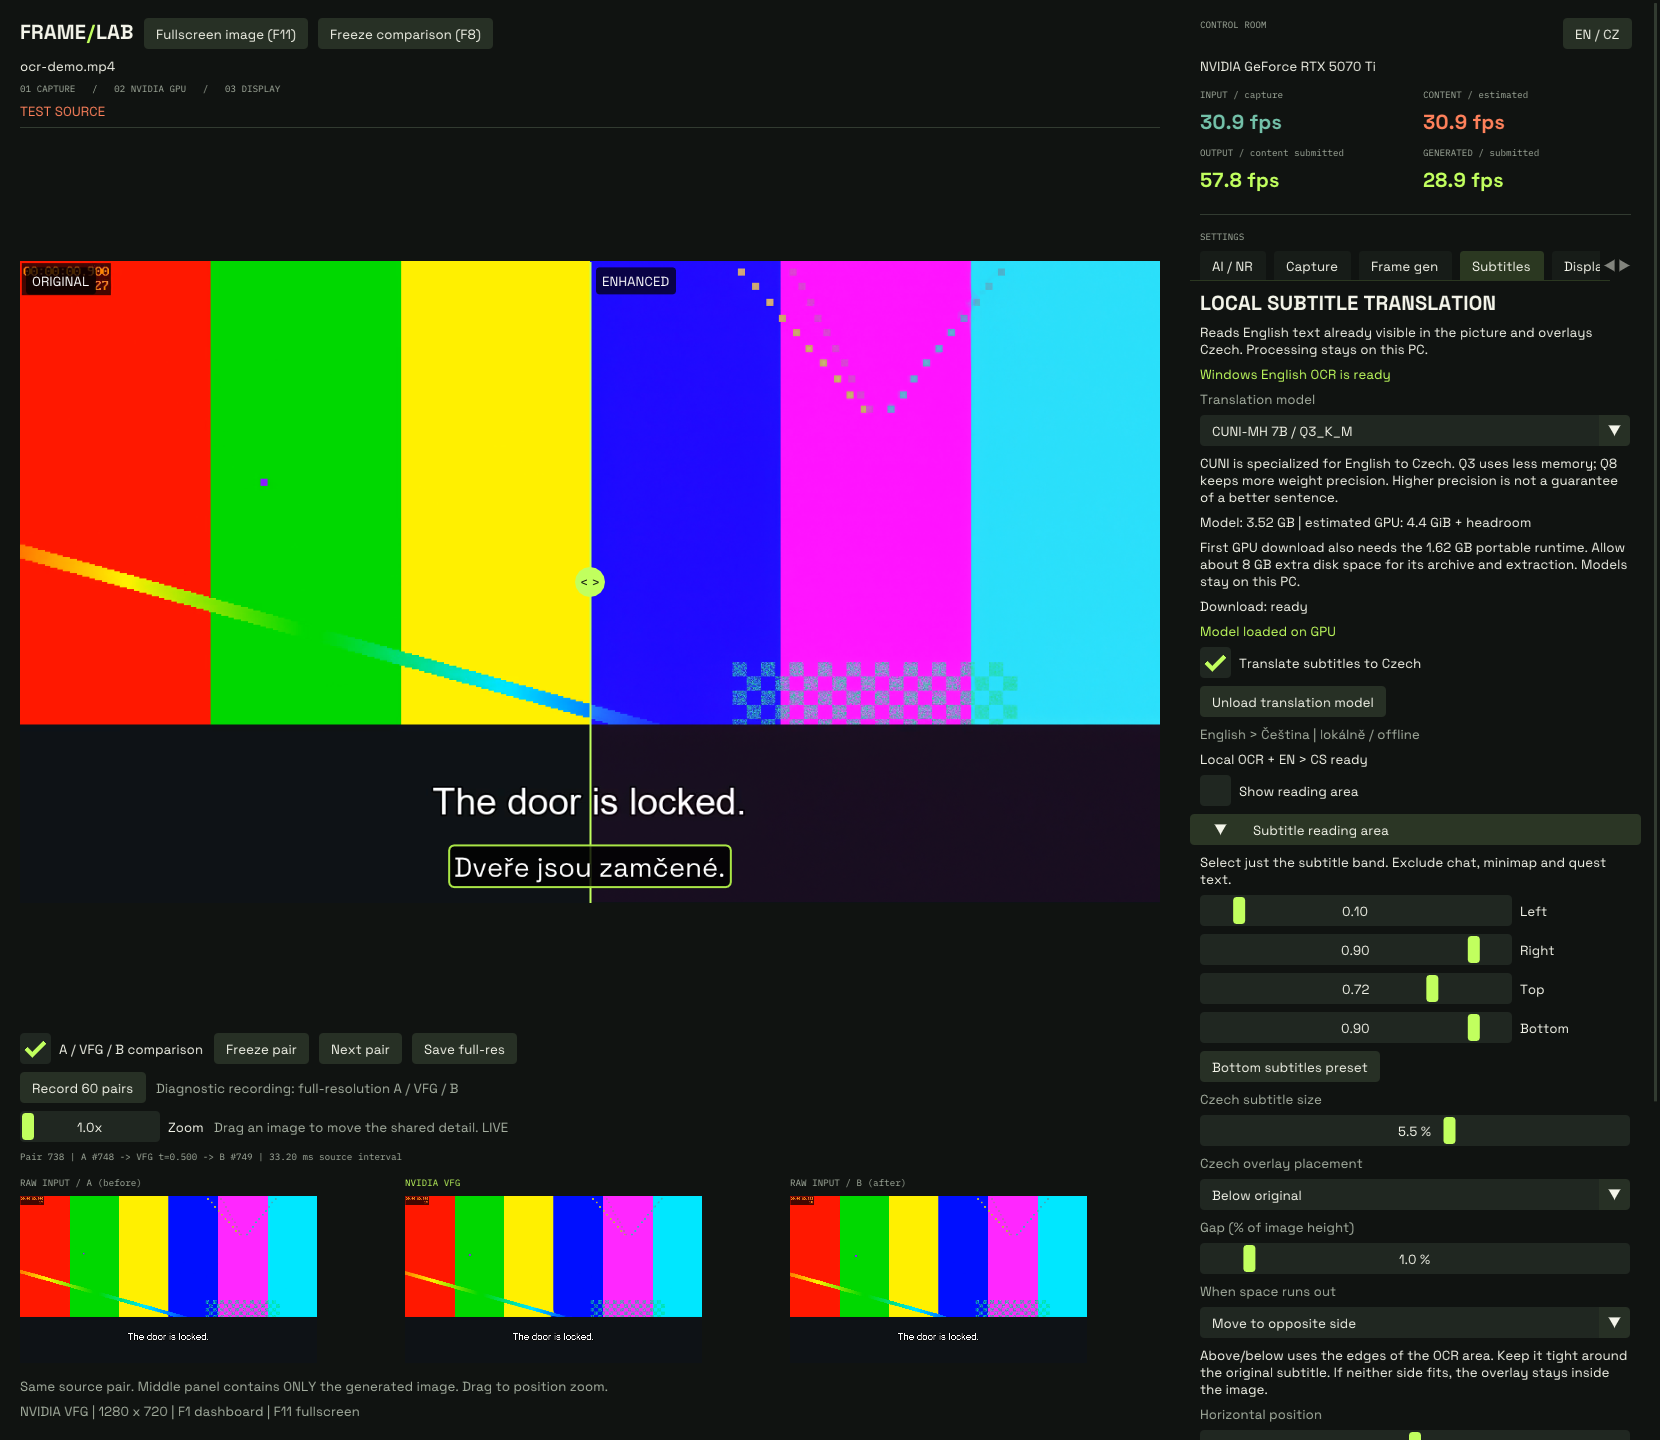 FRAME/LAB
Fullscreen image (F11)
Freeze comparison (F8)
ocr-demo.mp4
01 CAPTURE / 02 NVIDIA GPU / 03 DISPLAY
TEST SOURCE
ORIGINAL
27
ENHANCED
< >
The door is locked.
Dveře jsou zamčené.
A / VFG / B comparison
Freeze pair
Next pair
Save full-res
Record 60 pairs
Diagnostic recording: full-resolution A / VFG / B
1.0x
Zoom
Drag an image to move the shared detail. LIVE
Pair 738 | A #748 -> VFG t=0.500 -> B #749 | 33.20 ms source interval
RAW INPUT / A (before)
NVIDIA VFG
RAW INPUT / B (after)
The door is locked.
The door is locked.
The door is locked.
Same source pair. Middle panel contains ONLY the generated image. Drag to position zoom.
NVIDIA VFG | 1280 x 720 | F1 dashboard | F11 fullscreen
CONTROL ROOM
EN / CZ
NVIDIA GeForce RTX 5070 Ti
INPUT / capture
30.9 fps
CONTENT / estimated
30.9 fps
OUTPUT / content submitted
57.8 fps
GENERATED / submitted
28.9 fps
SETTINGS
AI / NR
Capture
Frame gen
Subtitles
Displa
LOCAL SUBTITLE TRANSLATION
Reads English text already visible in the picture and overlays
Czech. Processing stays on this PC.
Windows English OCR is ready
Translation model
CUNI-MH 7B / Q3_K_M
CUNI is specialized for English to Czech. Q3 uses less memory; Q8
keeps more weight precision. Higher precision is not a guarantee
of a better sentence.
Model: 3.52 GB | estimated GPU: 4.4 GiB + headroom
First GPU download also needs the 1.62 GB portable runtime. Allow
about 8 GB extra disk space for its archive and extraction. Models
stay on this PC.
Download: ready
Model loaded on GPU
Translate subtitles to Czech
Unload translation model
English > Čeština | lokálně / offline
Local OCR + EN > CS ready
Show reading area
Subtitle reading area
Select just the subtitle band. Exclude chat, minimap and quest
text.
0.10
Left
0.90
Right
0.72
Top
0.90
Bottom
Bottom subtitles preset
Czech subtitle size
5.5 %
Czech overlay placement
Below original
Gap (% of image height)
1.0 %
When space runs out
Move to opposite side
Above/below uses the edges of the OCR area. Keep it tight around
the original subtitle. If neither side fits, the overlay stays inside
the image.
Horizontal position